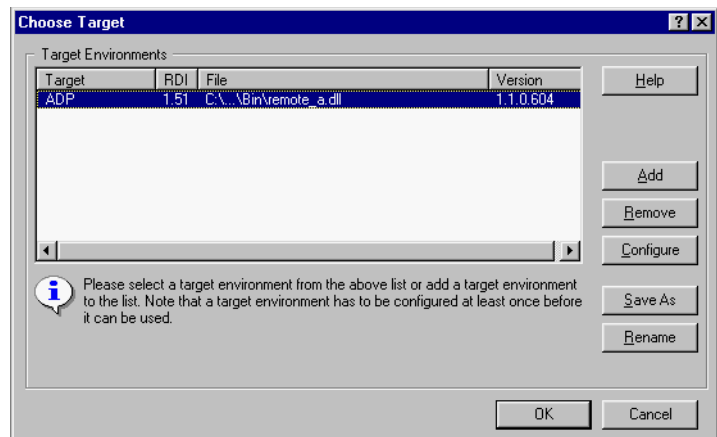 Choose Target
Target Environments
Target RDI File Version
ADP 1.51 C:\...\Bin\remote_a.dll 1.1.0.604
Help
Add
Remove
Configure
Please select a target environment from the above list or add a target environment
to the list. Note that a target environment has to be configured at least once before
it can be used.
Save As
Rename
OK Cancel